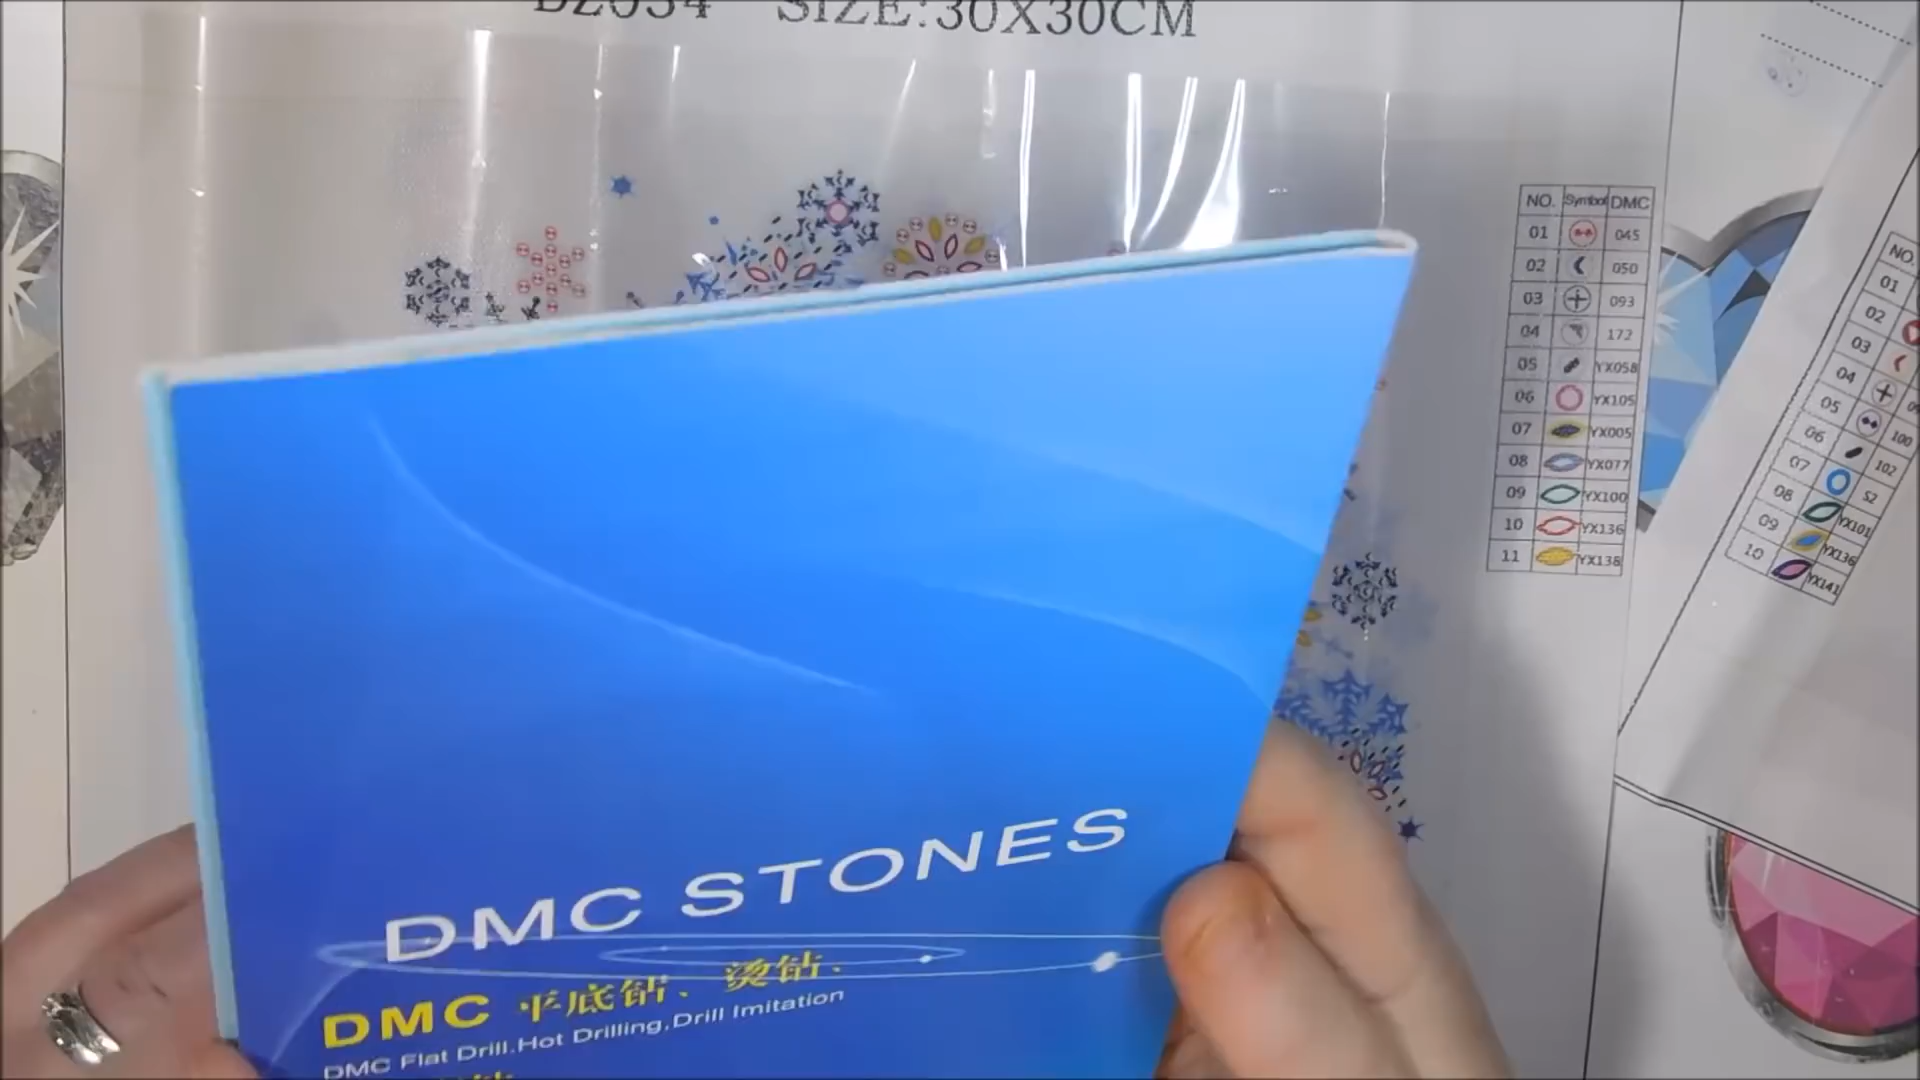 SIZE:30X30CM
NO. Symbol DMC
01 045
02 050
03 093
04 172
05 YX058
06 YX105
07 YX005
08 YX077
09 YX100
10 YX136
11 YX138
NO.
01
02
03
04
05 100
06 102
07 S2
08 YX101
09 YX136
10 YX141
DMC STONES
DMC 平底钻、烫钻、
DMC Flat Drill.Hot Drilling,Drill Imitation